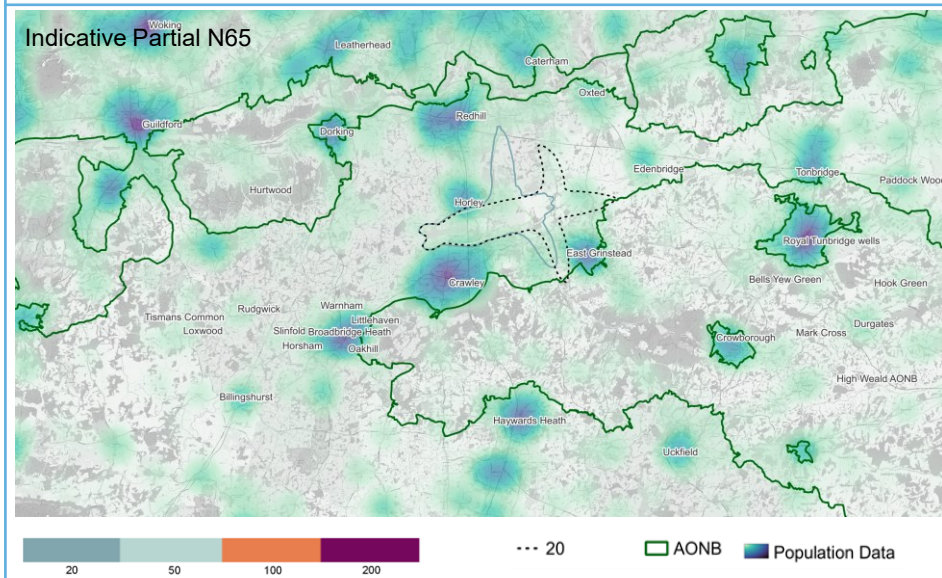 Woking
Indicative Partial N65
Leatherhead
Caterham
Oxted
Guildford
Redhill
Dorking
Edenbridge
Tonbridge
Paddock Wood
Hurtwood
Horley
Royal Tunbridge wells
East Grinstead
Bells Yew Green
Crawley
Hook Green
Warnham
Rudgwick
Tismans Common
Littlehaven
Durgates
Loxwood
Slinfold Broadbridge Heath
Mark Cross
Crowborough
Horsham
Oakhill
High Weald AONB
Billingshurst
Haywards Heath
Uckfield
20 50 100 200
20
AONB
Population Data